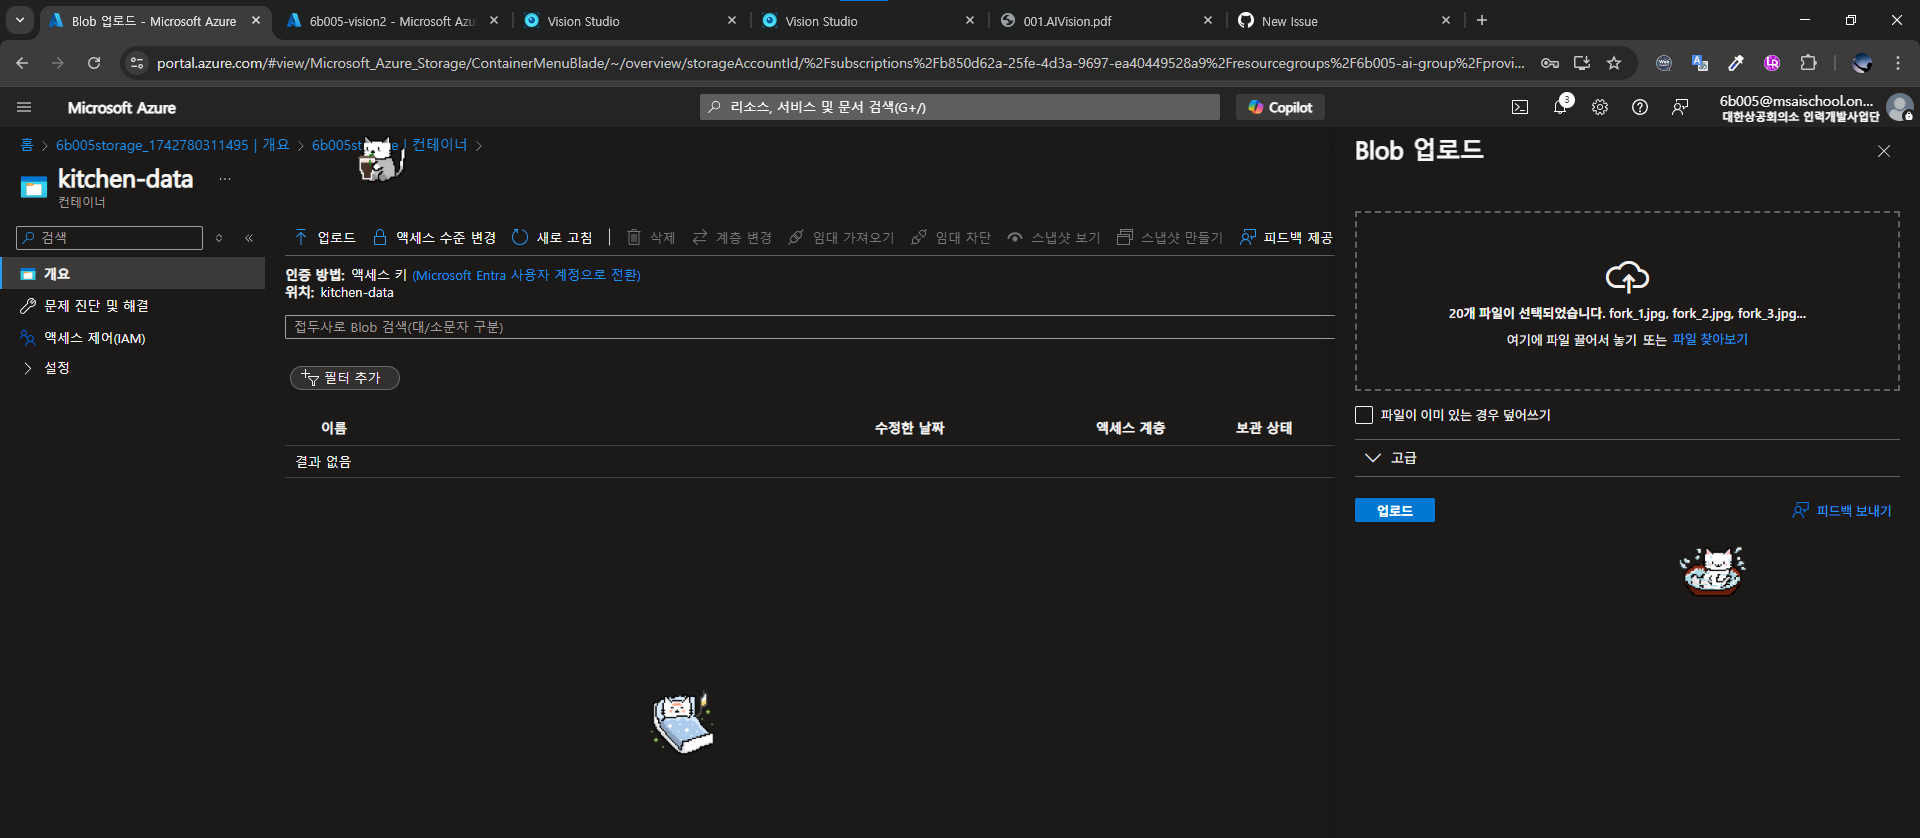 Blob 업로드 - Microsoft Azure
6b005-vision2 - Microsoft Azu
Vision Studio
Vision Studio
001.AIVision.pdf
New Issue
portal.azure.com/#view/Microsoft_Azure_Storage/ContainerMenuBlade/~/overview/storageAccountId/%2Fsubscriptions%2Fb850d62a-25fe-4d3a-9697-ea40449528a9%2Fresourcegroups%2F6b005-ai-group%2Fprovi...
Microsoft Azure
리소스, 서비스 및 문서 검색(G+/)
Copilot
3
6b005@msaischool.on...
대한상공회의소 인력개발사업단
홈 > 6b005storage_1742780311495 | 개요 > 6b005st e | 컨테이너 >
kitchen-data ...
컨테이너
검색
개요
문제 진단 및 해결
액세스 제어(IAM)
설정
업로드 액세스 수준 변경 새로 고침 삭제 계층 변경 임대 가져오기 임대 차단 스냅샷 보기 스냅샷 만들기 피드백 제공
인증 방법: 액세스 키 (Microsoft Entra 사용자 계정으로 전환)
위치: kitchen-data
접두사로 Blob 검색(대/소문자 구분)
필터 추가
이름 수정한 날짜 액세스 계층 보관 상태
결과 없음
Blob 업로드
20개 파일이 선택되었습니다. fork_1.jpg, fork_2.jpg, fork_3.jpg...
여기에 파일 끌어서 놓기 또는 파일 찾아보기
파일이 이미 있는 경우 덮어쓰기
고급
업로드
피드백 보내기